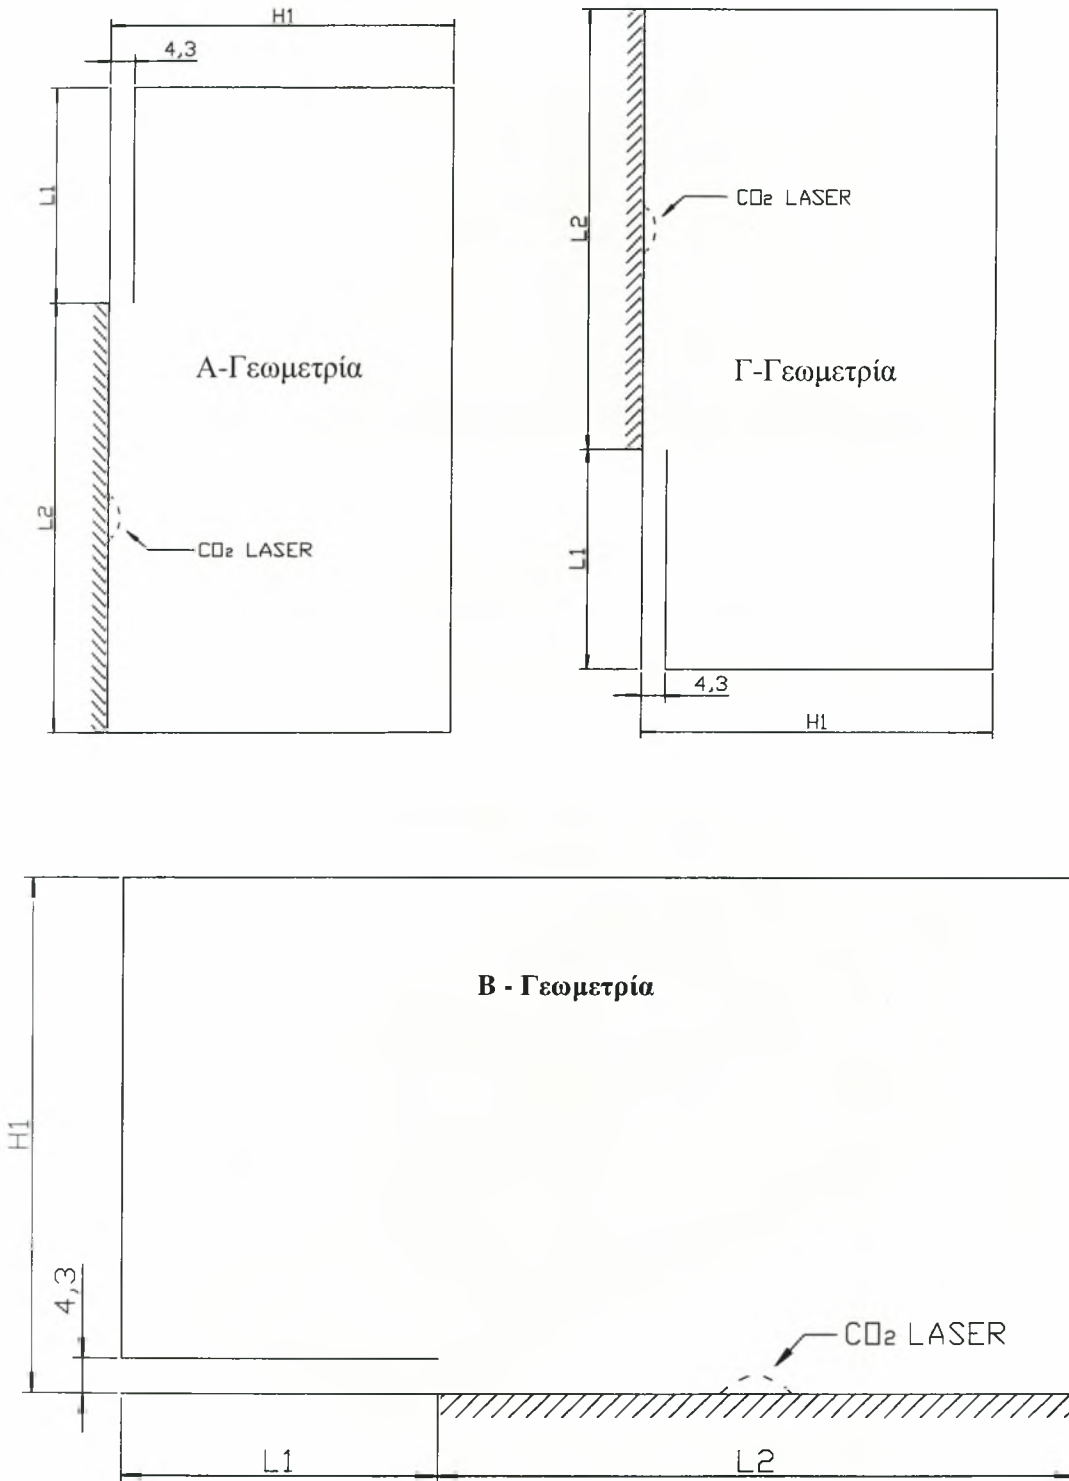 H1
4,3
L1
A-Γεωμετρία
L2
CO₂ LASER
L2
CO₂ LASER
Γ-Γεωμετρία
L1
4,3
H1
B - Γεωμετρία
H1
4,3
CO₂ LASER
L1
L2